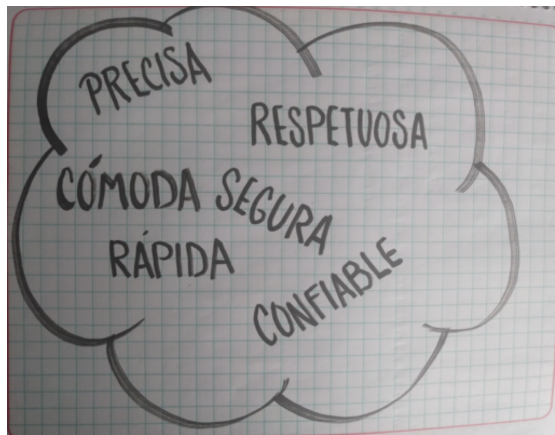 PRECISA
RESPETUOSA
CÓMODA SEGURA
RÁPIDA
CONFIABLE